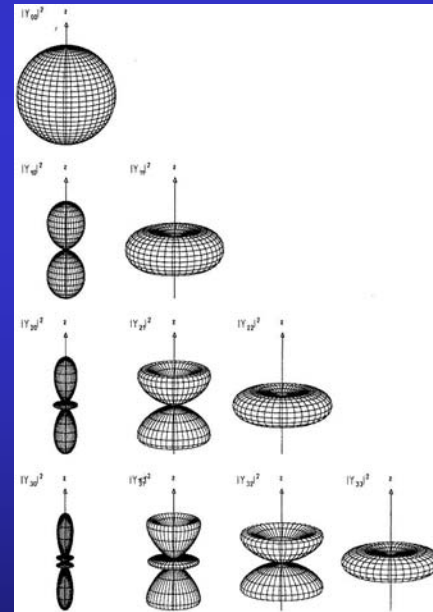 |Y₀₀|² z
|Y₁₀|² z |Y₁₁|² z
|Y₂₀|² z |Y₂₁|² z |Y₂₂|² z
|Y₃₀|² z |Y₃₁|² z |Y₃₂|² z |Y₃₃|² z